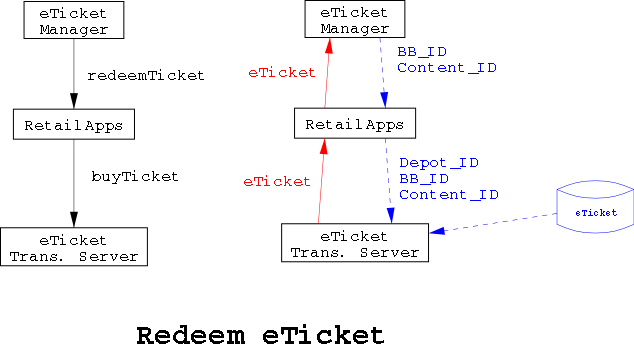 eTicket
Manager
redeemTicket
RetailApps
buyTicket
eTicket
Trans. Server
eTicket
Manager
eTicket
BB_ID
Content_ID
RetailApps
eTicket
Depot_ID
BB_ID
Content_ID
eTicket
Trans. Server
eTicket
Redeem eTicket